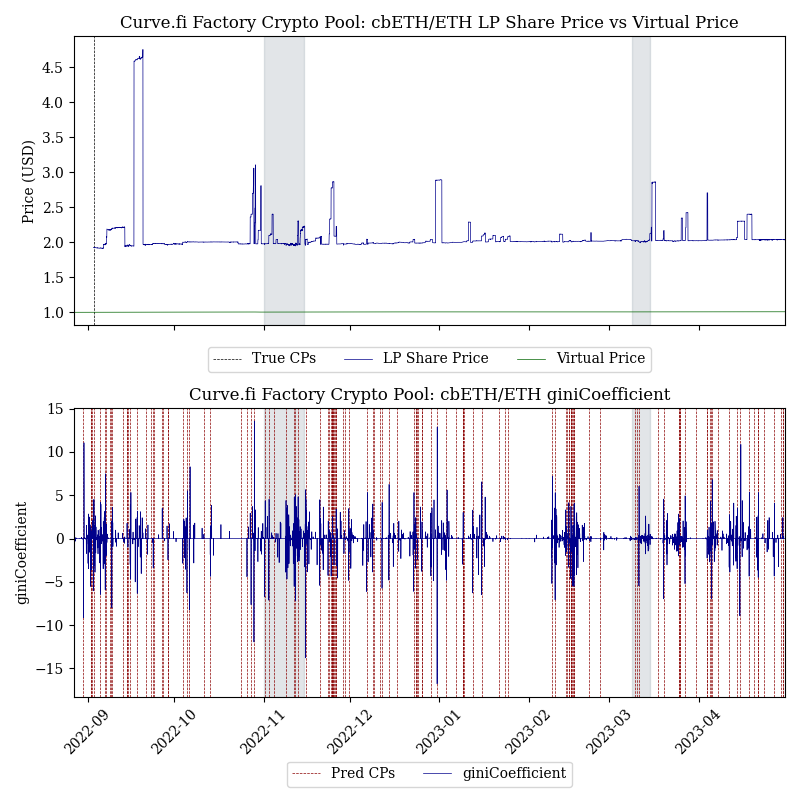 Curve.fi Factory Crypto Pool: cbETH/ETH LP Share Price vs Virtual Price
Price (USD)
4.5
4.0
3.5
3.0
2.5
2.0
1.5
1.0
True CPs LP Share Price Virtual Price
Curve.fi Factory Crypto Pool: cbETH/ETH giniCoefficient
giniCoefficient
15
10
5
0
−5
−10
−15
2022-09 2022-10 2022-11 2022-12 2023-01 2023-02 2023-03 2023-04
Pred CPs giniCoefficient